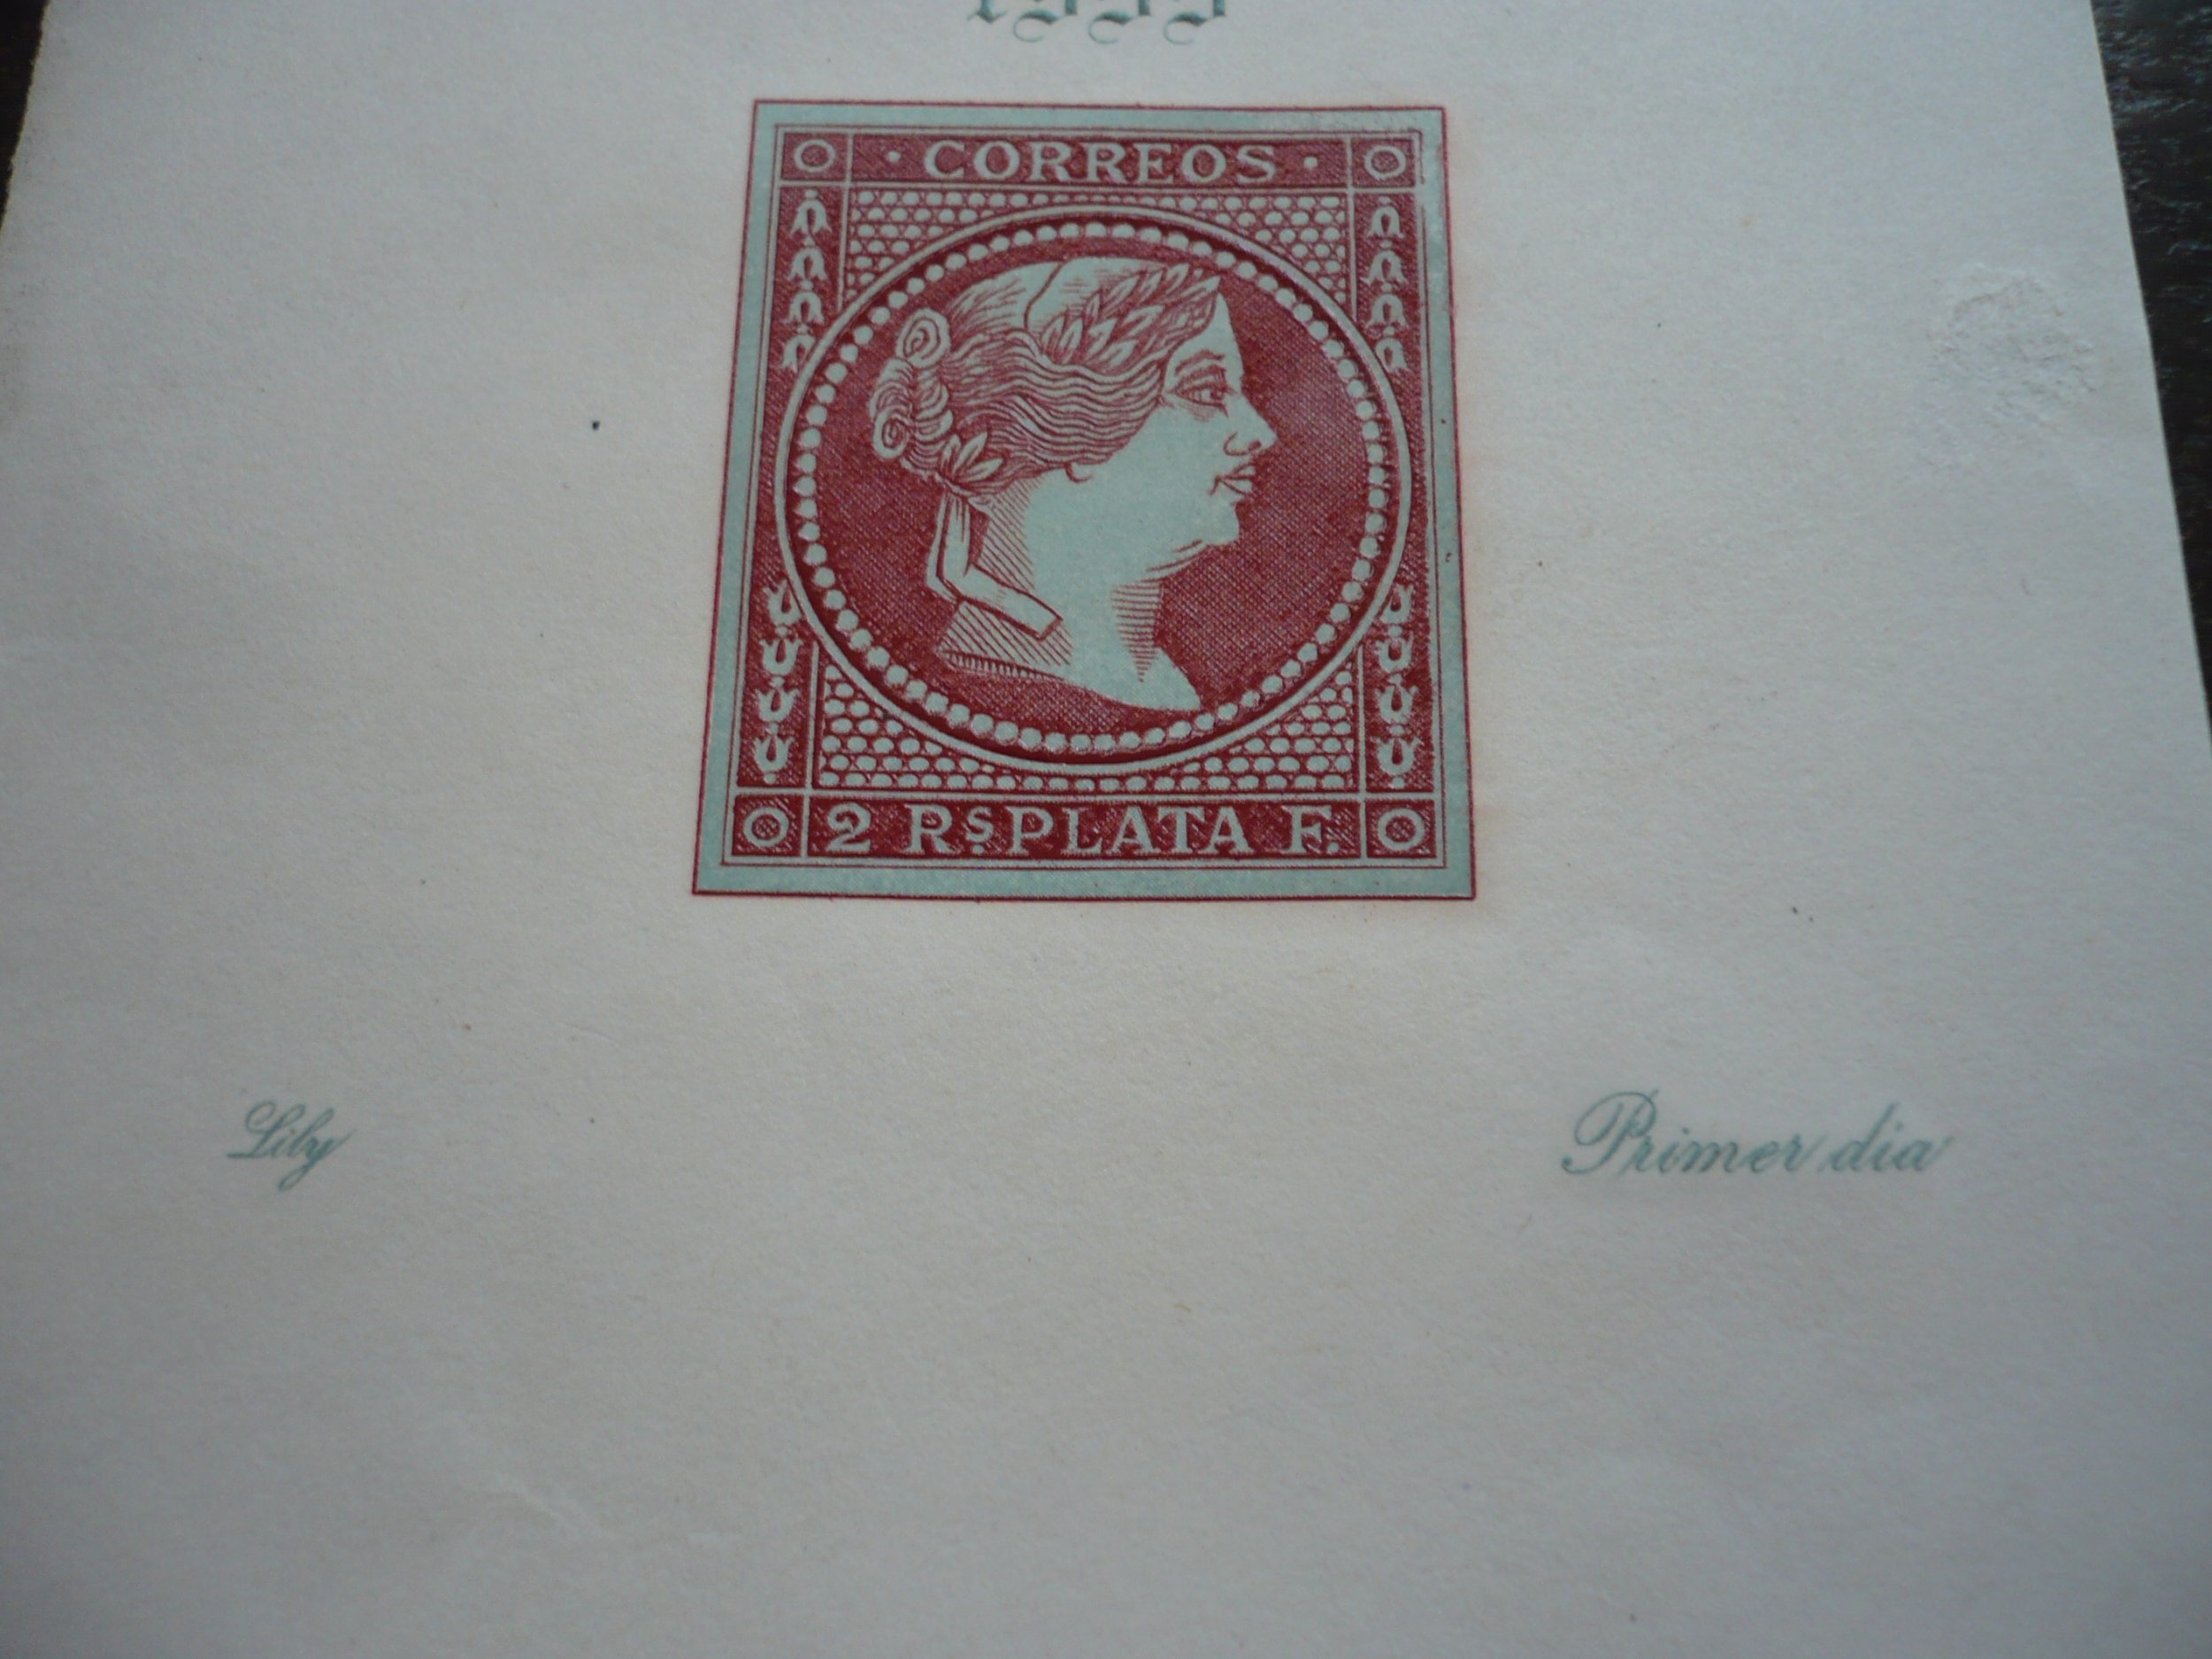 · CORREOS ·
2 Rs PLATA F.
Lily
Primer dia